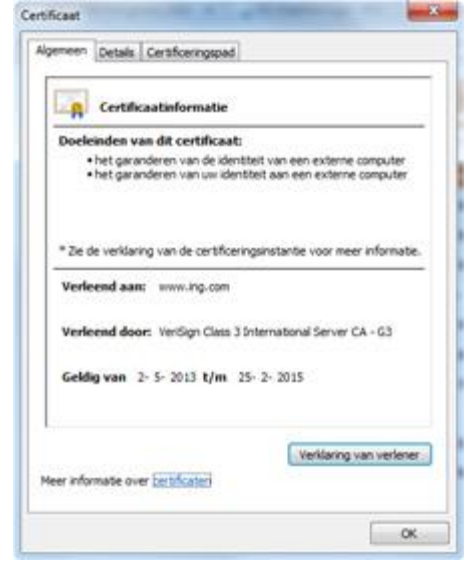 Certificaat
Algemeen Details Certificeringspad
Certificaatinformatie
Doeleinden van dit certificaat:
• het garanderen van de identiteit van een externe computer
• het garanderen van uw identiteit aan een externe computer
* Zie de verklaring van de certificeringsinstantie voor meer informatie.
Verleend aan: www.ing.com
Verleend door: VeriSign Class 3 International Server CA - G3
Geldig van 2- 5- 2013 t/m 25- 2- 2015
Verklaring van verlener
Meer informatie over certificaten
OK